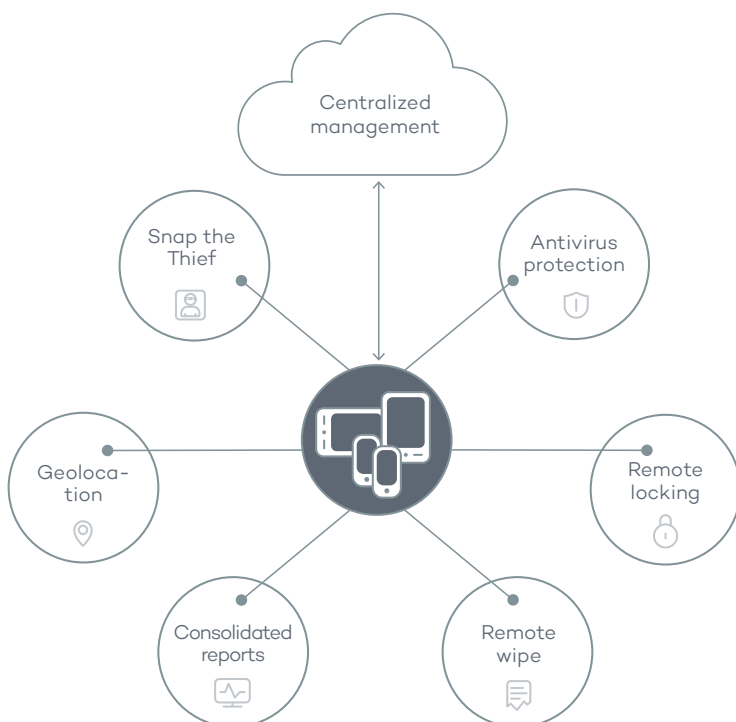 Centralized
management
Snap the
Thief
Antivirus
protection
Geoloca-
tion
Remote
locking
Consolidated
reports
Remote
wipe